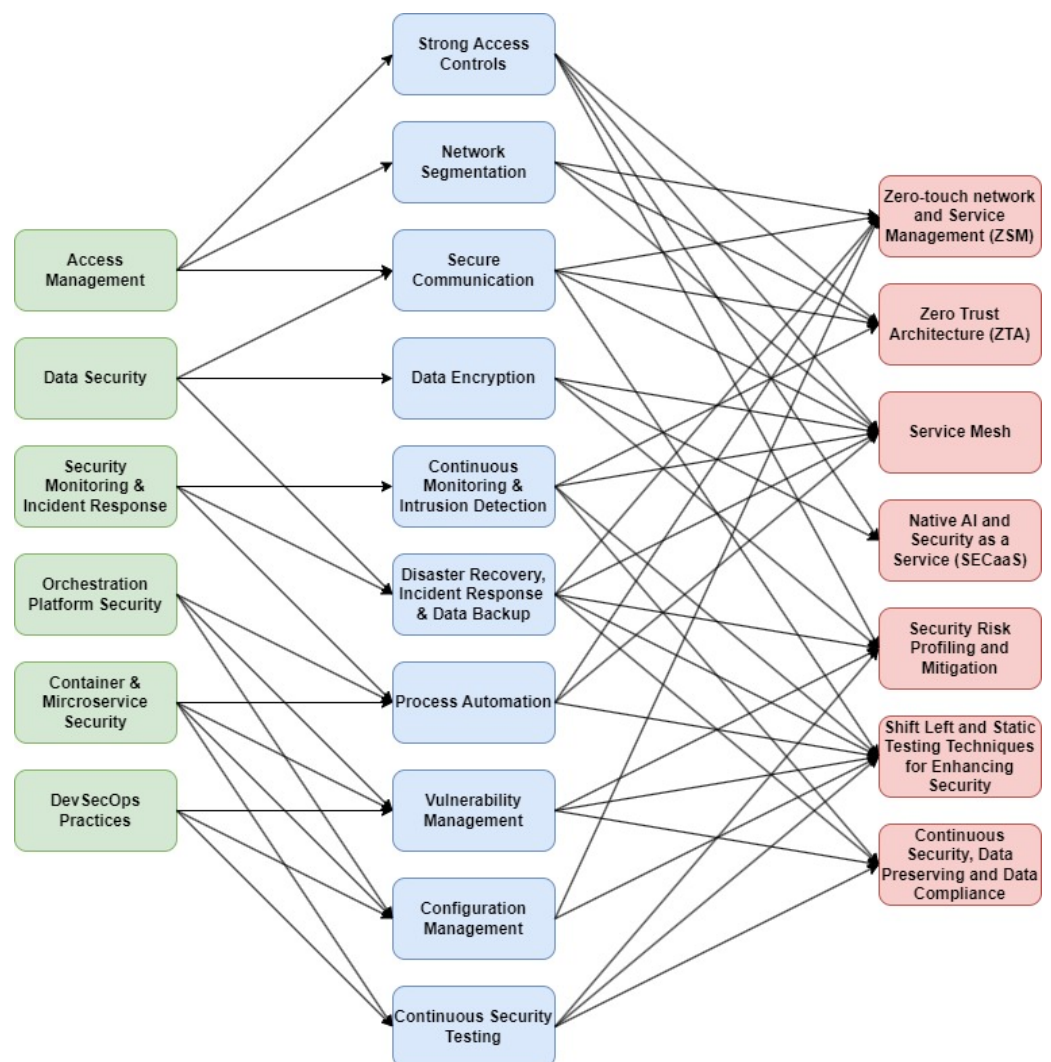 Strong Access
Controls
Network
Segmentation
Zero-touch network
and Service
Management (ZSM)
Access
Management
Secure
Communication
Zero Trust
Architecture (ZTA)
Data Security
Data Encryption
Service Mesh
Security
Monitoring &
Incident Response
Continuous
Monitoring &
Intrusion Detection
Native AI and
Security as a
Service (SECaaS)
Orchestration
Platform Security
Disaster Recovery,
Incident Response
& Data Backup
Security Risk
Profiling and
Mitigation
Container &
Mircroservice
Security
Process Automation
Shift Left and Static
Testing Techniques
for Enhancing
Security
DevSecOps
Practices
Vulnerability
Management
Continuous
Security, Data
Preserving and Data
Compliance
Configuration
Management
Continuous Security
Testing